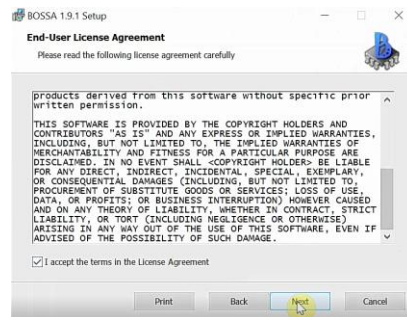 BOSSA 1.9.1 Setup
End-User License Agreement
Please read the following license agreement carefully
products derived from this software without specific prior
written permission.
THIS SOFTWARE IS PROVIDED BY THE COPYRIGHT HOLDERS AND
CONTRIBUTORS "AS IS" AND ANY EXPRESS OR IMPLIED WARRANTIES,
INCLUDING, BUT NOT LIMITED TO, THE IMPLIED WARRANTIES OF
MERCHANTABILITY AND FITNESS FOR A PARTICULAR PURPOSE ARE
DISCLAIMED. IN NO EVENT SHALL <COPYRIGHT HOLDER> BE LIABLE
FOR ANY DIRECT, INDIRECT, INCIDENTAL, SPECIAL, EXEMPLARY,
OR CONSEQUENTIAL DAMAGES (INCLUDING, BUT NOT LIMITED TO,
PROCUREMENT OF SUBSTITUTE GOODS OR SERVICES; LOSS OF USE,
DATA, OR PROFITS; OR BUSINESS INTERRUPTION) HOWEVER CAUSED
AND ON ANY THEORY OF LIABILITY, WHETHER IN CONTRACT, STRICT
LIABILITY, OR TORT (INCLUDING NEGLIGENCE OR OTHERWISE)
ARISING IN ANY WAY OUT OF THE USE OF THIS SOFTWARE, EVEN IF
ADVISED OF THE POSSIBILITY OF SUCH DAMAGE.
I accept the terms in the License Agreement
Print Back Next Cancel